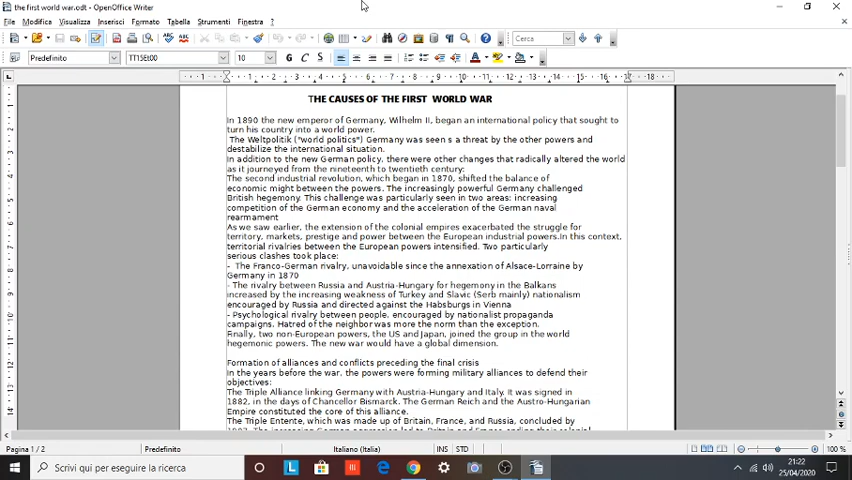 the first world war.odt - OpenOffice Writer
File Modifica Visualizza Inserisci Formato Tabella Strumenti Finestra ?
Cerca
Predefinito TT15Et00 10 G C S
THE CAUSES OF THE FIRST WORLD WAR
In 1890 the new emperor of Germany, Wilhelm II, began an international policy that sought to
turn his country into a world power.
The Weltpolitik ("world politics") Germany was seen s a threat by the other powers and
destabilize the international situation.
In addition to the new German policy, there were other changes that radically altered the world
as it journeyed from the nineteenth to twentieth century:
The second industrial revolution, which began in 1870, shifted the balance of
economic might between the powers. The increasingly powerful Germany challenged
British hegemony. This challenge was particularly seen in two areas: increasing
competition of the German economy and the acceleration of the German naval
rearmament
As we saw earlier, the extension of the colonial empires exacerbated the struggle for
territory, markets, prestige and power between the European industrial powers.In this context,
territorial rivalries between the European powers intensified. Two particularly
serious clashes took place:
- The Franco-German rivalry, unavoidable since the annexation of Alsace-Lorraine by
Germany in 1870
- The rivalry between Russia and Austria-Hungary for hegemony in the Balkans
increased by the increasing weakness of Turkey and Slavic (Serb mainly) nationalism
encouraged by Russia and directed against the Habsburgs in Vienna
- Psychological rivalry between people, encouraged by nationalist propaganda
campaigns. Hatred of the neighbor was more the norm than the exception.
Finally, two non-European powers, the US and Japan, joined the group in the world
hegemonic powers. The new war would have a global dimension.
Formation of alliances and conflicts preceding the final crisis
In the years before the war, the powers were forming military alliances to defend their
objectives:
The Triple Alliance linking Germany with Austria-Hungary and Italy. It was signed in
1882, in the days of Chancellor Bismarck. The German Reich and the Austro-Hungarian
Empire constituted the core of this alliance.
The Triple Entente, which was made up of Britain, France, and Russia, concluded by
Pagina 1 / 2 Predefinito Italiano (Italia) INS STD 100 %
Scrivi qui per eseguire la ricerca
21:22
25/04/2020